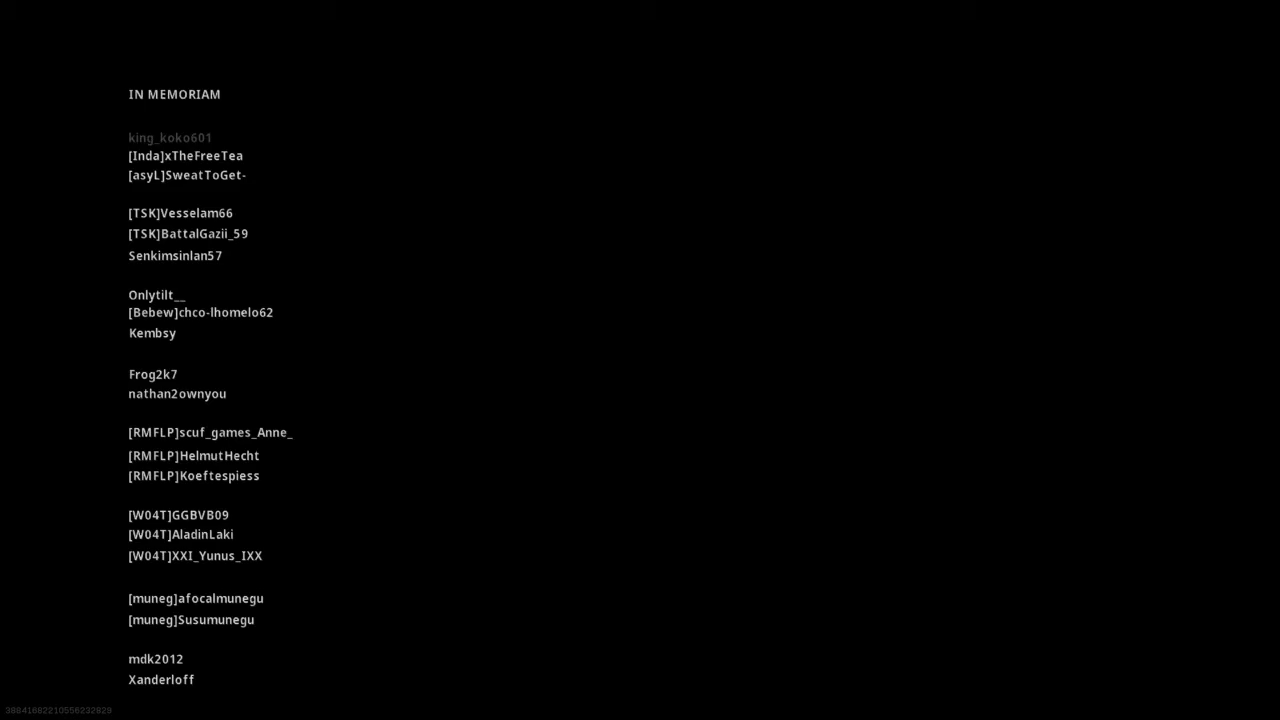 IN MEMORIAM
king_koko601
[Inda]xTheFreeTea
[asyL]SweatToGet-
[TSK]Vesselam66
[TSK]BattalGazii_59
Senkimsinlan57
Onlytilt__
[Bebew]chco-lhomelo62
Kembsy
Frog2k7
nathan2ownyou
[RMFLP]scuf_games_Anne_
[RMFLP]HelmutHecht
[RMFLP]Koeftespiess
[W04T]GGBVB09
[W04T]AladinLaki
[W04T]XXI_Yunus_IXX
[muneg]afocalmunegu
[muneg]Susumunegu
mdk2012
Xanderloff